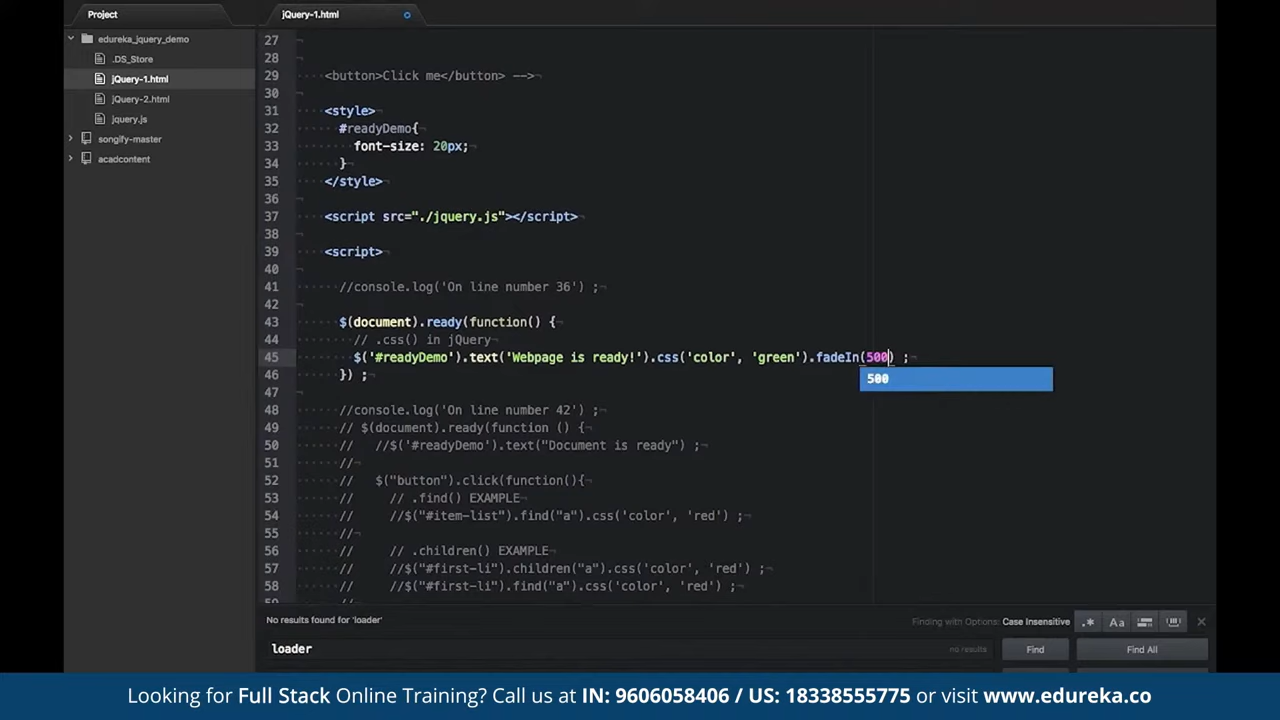 Project
jQuery-1.html
edureka_jquery_demo
.DS_Store
jQuery-1.html
jQuery-2.html
jquery.js
songify-master
acadcontent
27
28
29 <button>Click me</button> -->
30
31 <style>
32 #readyDemo{
33 font-size: 20px;
34 }
35 </style>
36
37 <script src="./jquery.js"></script>
38
39 <script>
40
41 //console.log('On line number 36') ;
42
43 $(document).ready(function() {
44 // .css() in jQuery
45 $('#readyDemo').text('Webpage is ready!').css('color', 'green').fadeIn(500) ;
500
46 }) ;
47
48 //console.log('On line number 42') ;
49 // $(document).ready(function () {
50 // //$('#readyDemo').text("Document is ready") ;
51 //
52 // $("button").click(function(){
53 // // .find() EXAMPLE
54 // //$("#item-list").find("a").css('color', 'red') ;
55 //
56 // // .children() EXAMPLE
57 // //$("#first-li").children("a").css('color', 'red') ;
58 // //$("#first-li").find("a").css('color', 'red') ;
59 //
No results found for 'loader'
Finding with Options: Case Insensitive
.* Aa
loader
no results
Find
Find All
Looking for Full Stack Online Training? Call us at IN: 9606058406 / US: 18338555775 or visit www.edureka.co